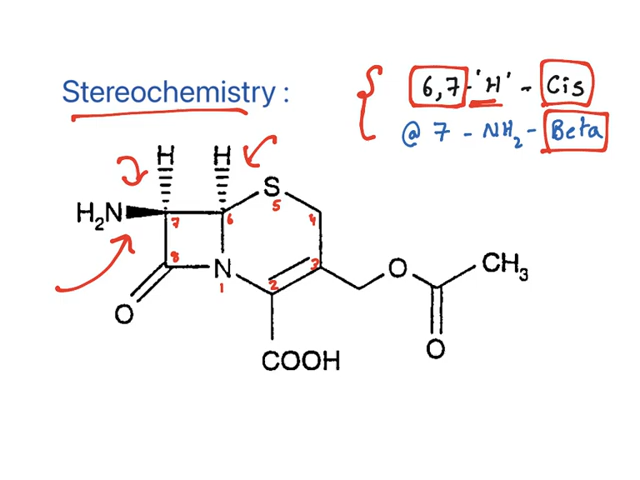 Stereochemistry :
6,7-'H' - Cis
@ 7 - NH2 - Beta
H H
S
5
H2N 7 6 4
8 N 3 O CH3
1 2
O O
COOH